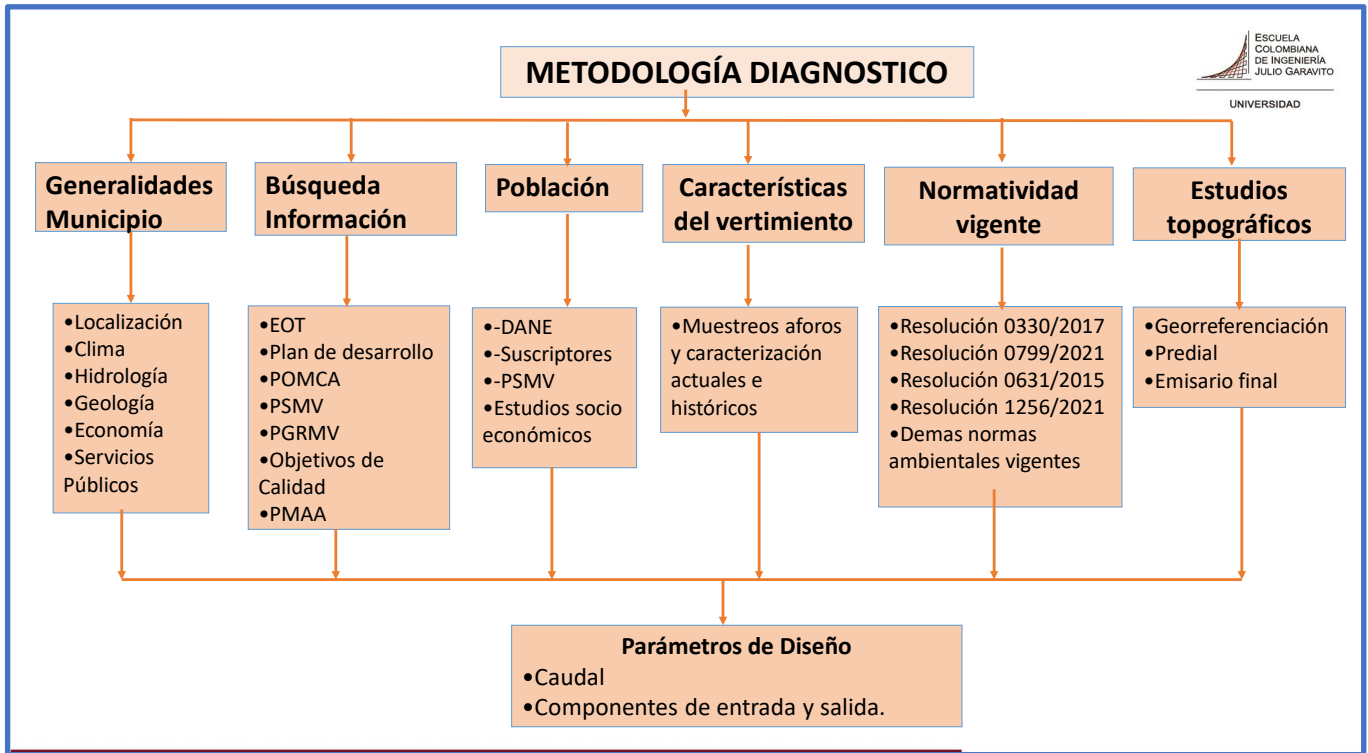 METODOLOGÍA DIAGNOSTICO
ESCUELA
COLOMBIANA
DE INGENIERÍA
JULIO GARAVITO
UNIVERSIDAD
Generalidades
Municipio
•Localización
•Clima
•Hidrología
•Geología
•Economía
•Servicios
Públicos
Búsqueda
Información
•EOT
•Plan de desarrollo
•POMCA
•PSMV
•PGRMV
•Objetivos de
Calidad
•PMAA
Población
•-DANE
•-Suscriptores
•-PSMV
•Estudios socio
económicos
Características
del vertimiento
•Muestreos aforos
y caracterización
actuales e
históricos
Normatividad
vigente
•Resolución 0330/2017
•Resolución 0799/2021
•Resolución 0631/2015
•Resolución 1256/2021
•Demas normas
ambientales vigentes
Estudios
topográficos
•Georreferenciación
•Predial
•Emisario final
Parámetros de Diseño
•Caudal
•Componentes de entrada y salida.